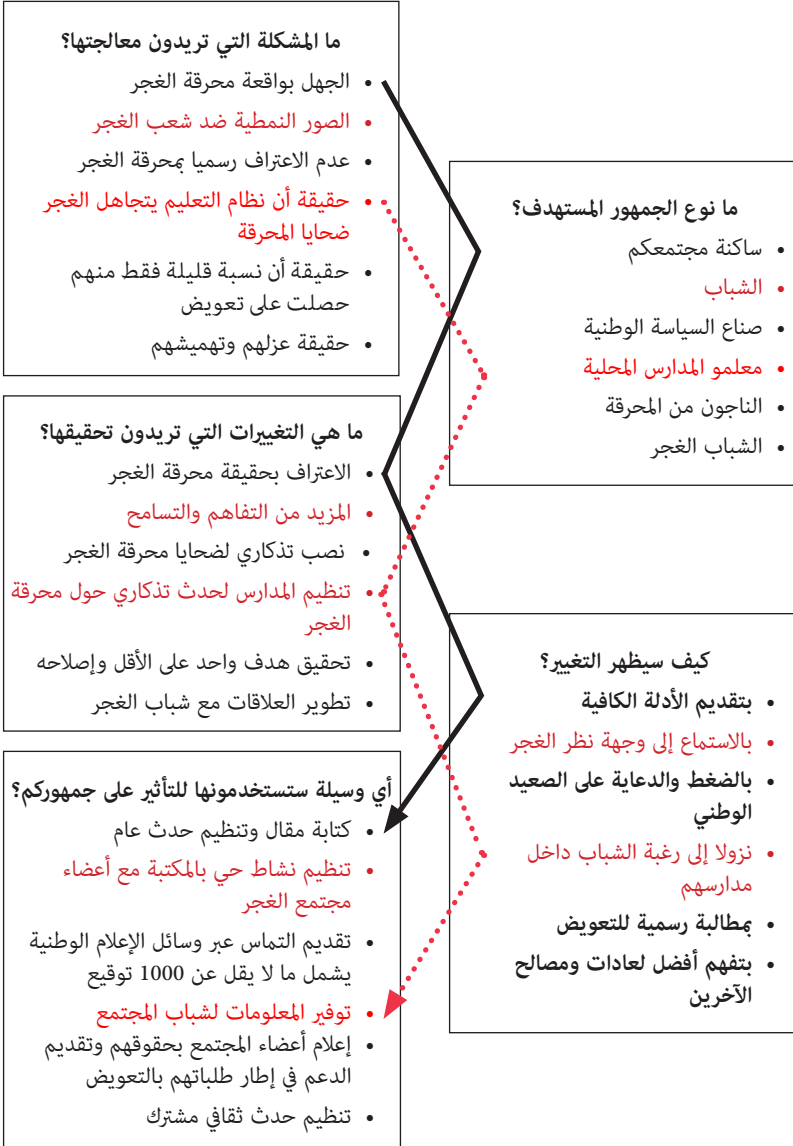 ما المشكلة التي تريدون معالجتها؟
• الجهل بواقعة محرقة الغجر
• الصور النمطية ضد شعب الغجر
• عدم الاعتراف رسميا بمحرقة الغجر
• حقيقة أن نظام التعليم يتجاهل الغجر
ضحايا المحرقة
• حقيقة أن نسبة قليلة فقط منهم
حصلت على تعويض
• حقيقة عزلهم وتهميشهم
ما نوع الجمهور المستهدف؟
• ساكنة مجتمعكم
• الشباب
• صناع السياسة الوطنية
• معلمو المدارس المحلية
• الناجون من المحرقة
• الشباب الغجر
ما هي التغييرات التي تريدون تحقيقها؟
• الاعتراف بحقيقة محرقة الغجر
• المزيد من التفاهم والتسامح
• نصب تذكاري لضحايا محرقة الغجر
• تنظيم المدارس لحدث تذكاري حول محرقة
الغجر
• تحقيق هدف واحد على الأقل وإصلاحه
• تطوير العلاقات مع شباب الغجر
كيف سيظهر التغيير؟
• بتقديم الأدلة الكافية
• بالاستماع إلى وجهة نظر الغجر
• بالضغط والدعاية على الصعيد
الوطني
• نزولا إلى رغبة الشباب داخل
مدارسهم
• بمطالبة رسمية للتعويض
• بتفهم أفضل لعادات ومصالح
الآخرين
أي وسيلة ستستخدمونها للتأثير على جمهوركم؟
• كتابة مقال وتنظيم حدث عام
• تنظيم نشاط حي بالمكتبة مع أعضاء
مجتمع الغجر
• تقديم التماس عبر وسائل الإعلام الوطنية
يشمل ما لا يقل عن 1000 توقيع
• توفير المعلومات لشباب المجتمع
• إعلام أعضاء المجتمع بحقوقهم وتقديم
الدعم في إطار طلباتهم بالتعويض
• تنظيم حدث ثقافي مشترك